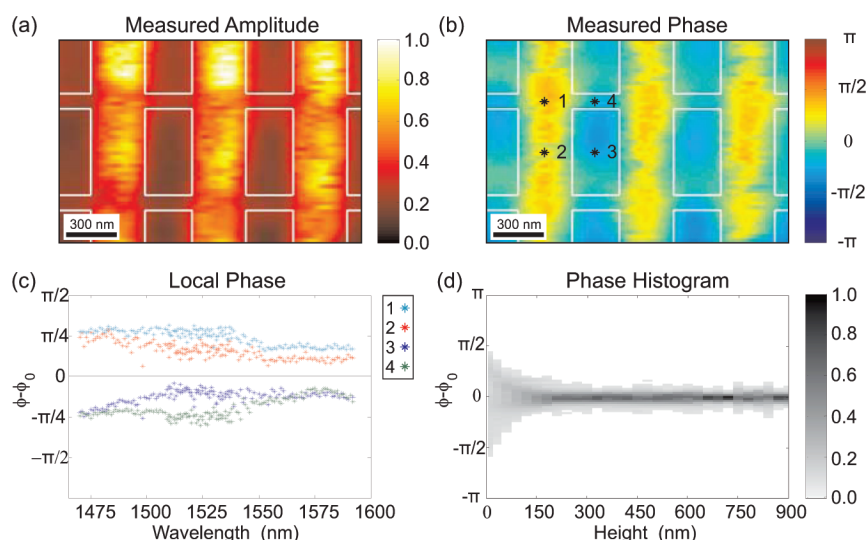 (a) Measured Amplitude
1.0
0.8
0.6
0.4
0.2
0.0
300 nm
(b) Measured Phase
1 4
2 3
π
π/2
0
-π/2
-π
300 nm
(c) Local Phase
π/2
π/4
0
-π/4
−π/2
ϕ-ϕ0
1475 1500 1525 1550 1575 1600
Wavelength (nm)
1
2
3
4
(d) Phase Histogram
π
π/2
0
-π/2
-π
ϕ-ϕ0
0 150 300 450 600 750 900
Height (nm)
1.0
0.8
0.6
0.4
0.2
0.0